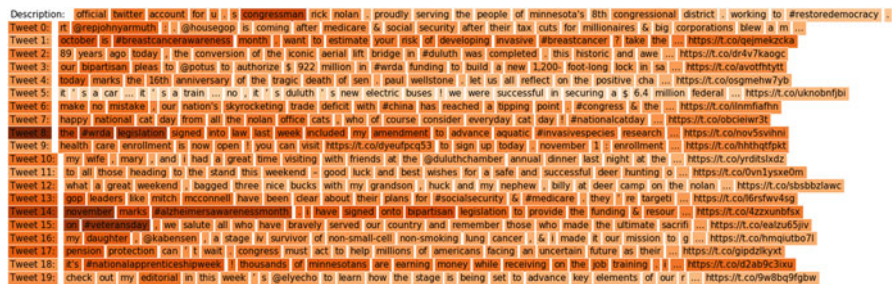 Description: official twitter account for u . s congressman rick nolan . proudly serving the people of minnesota's 8th congressional district . working to #restoredemocracy .
Tweet 0: rt @repjohnyarmuth : . @housegop is coming after medicare & social security after their tax cuts for millionaires & big corporations blew a m ...
Tweet 1: october is #breastcancerawareness month , want to estimate your risk of developing invasive #breastcancer ? take the ... https://t.co/qejmekzcka
Tweet 2: 89 years ago today , the conversion of the iconic aerial lift bridge in #duluth was completed , this historic and awe ... https://t.co/dr4v7kaogc
Tweet 3: our bipartisan pleas to @potus to authorize $ 922 million in #wrda funding to build a new 1,200- foot-long lock in sa ... https://t.co/avotfhtytt
Tweet 4: today marks the 16th anniversary of the tragic death of sen . paul wellstone . let us all reflect on the positive cha ... https://t.co/osgmehw7yb
Tweet 5: it ' s a car ... it ' s a train ... no , it ' s duluth ' s new electric buses ! we were successful in securing a $ 6.4 million federal ... https://t.co/uknobnfjbi
Tweet 6: make no mistake , our nation's skyrocketing trade deficit with #china has reached a tipping point , #congress & the ... https://t.co/ilnmfiafhn
Tweet 7: happy national cat day from all the nolan office cats , who of course consider everyday cat day ! #nationalcatday ... https://t.co/obcieiwr3t
Tweet 8: the #wrda legislation signed into law last week included my amendment to advance aquatic #invasivespecies research ... https://t.co/nov5svihni
Tweet 9: health care enrollment is now open ! you can visit https://t.co/dyeufpcq53 to sign up today . november 1 : enrollment ... https://t.co/hhthqtfpkt
Tweet 10: my wife , mary , and i had a great time visiting with friends at the @duluthchamber annual dinner last night at the ... https://t.co/yrditslxdz
Tweet 11: to all those heading to the stand this weekend – good luck and best wishes for a safe and successful deer hunting o ... https://t.co/0vn1ysxe0m
Tweet 12: what a great weekend , bagged three nice bucks with my grandson , huck and my nephew , billy at deer camp on the nolan ... https://t.co/sbsbbzlawc
Tweet 13: gop leaders like mitch mcconnell have been clear about their plans for #socialsecurity & #medicare . they ' re targeti ... https://t.co/l6rsfwv4sg
Tweet 14: november marks #alzheimersawarenessmonth , i have signed onto bipartisan legislation to provide the funding & resour ... https://t.co/4zzxunbfsx
Tweet 15: on #veteransday , we salute all who have bravely served our country and remember those who made the ultimate sacrifi ... https://t.co/ealzu65jiv
Tweet 16: my daughter , @kabensen , a stage iv survivor of non-small-cell non-smoking lung cancer , & i made it our mission to g ... https://t.co/hmqiutbo7l
Tweet 17: pension protection can ' t wait . congress must act to help millions of americans facing an uncertain future as their ... https://t.co/gipdzlkyxt
Tweet 18: it's #nationalapprenticeshipweek ! thousands of minnesotans are earning money while receiving on the job training , i ... https://t.co/d2ab9c3ixu
Tweet 19: check out my editorial in this week ' s @elyecho to learn how the stage is being set to advance key elements of our r ... https://t.co/9w8bq9fgbw